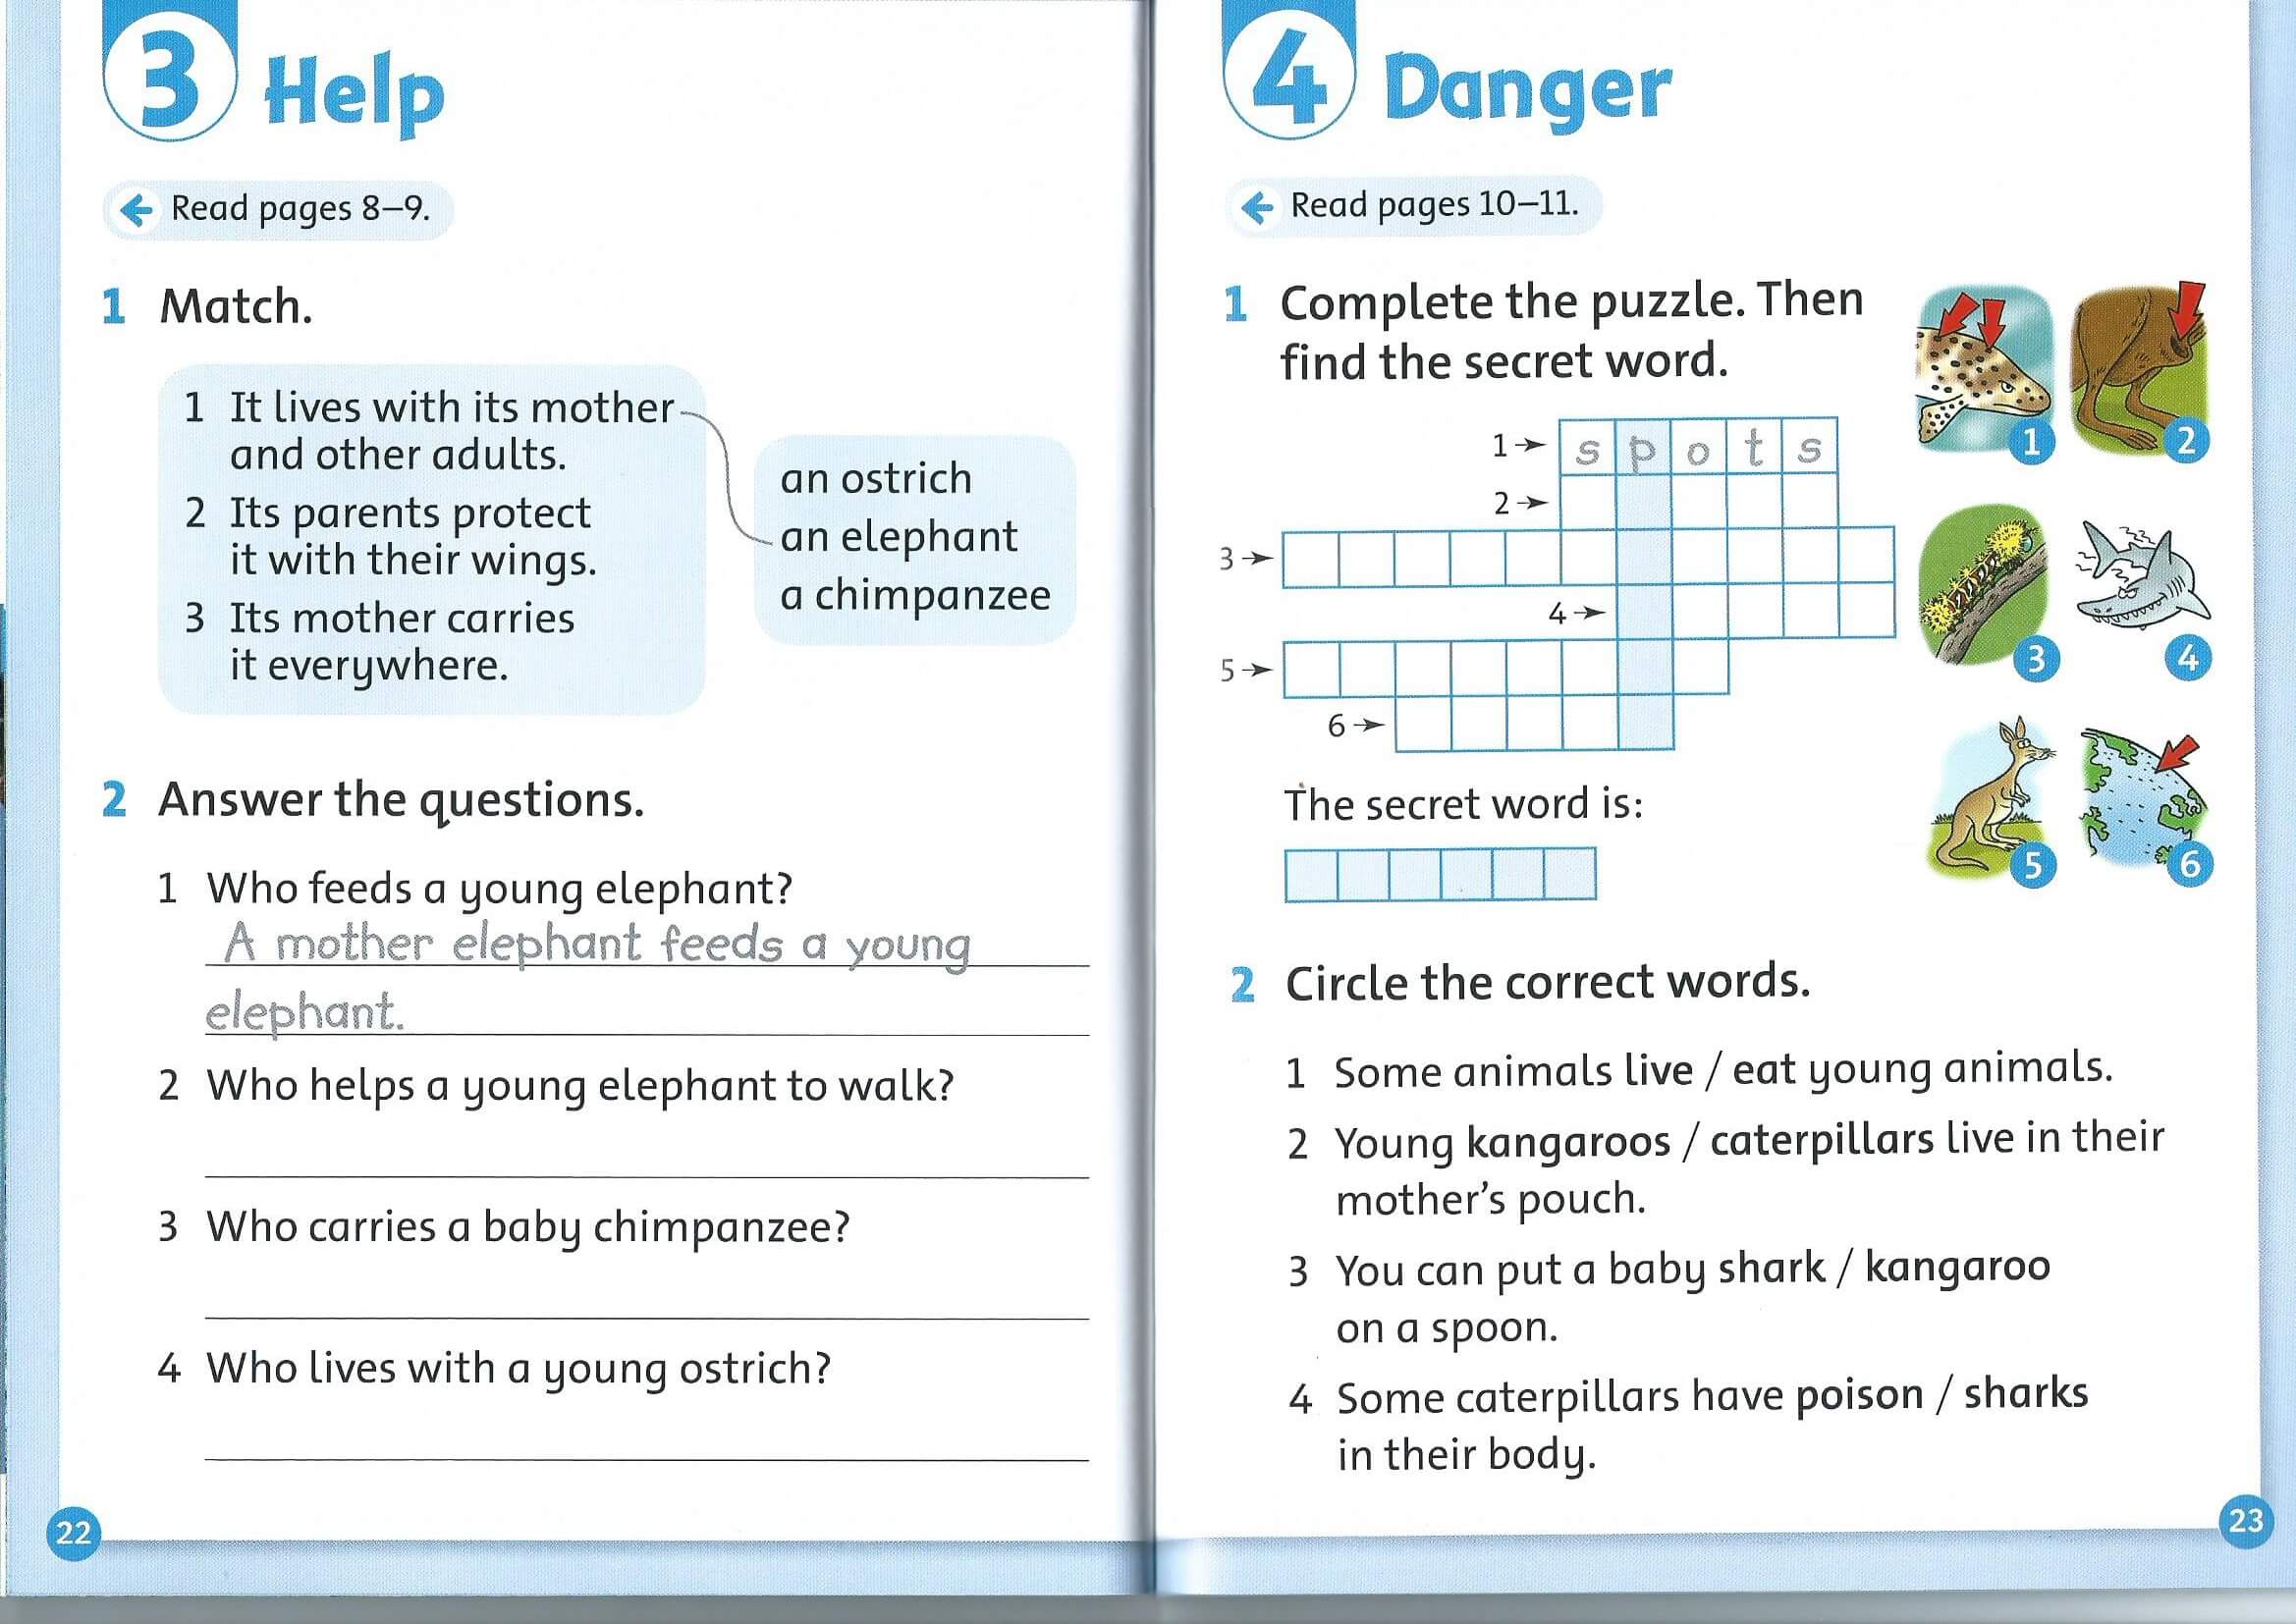 3 Help
Read pages 8–9.
1 Match.
1 It lives with its mother
and other adults.
2 Its parents protect
it with their wings.
3 Its mother carries
it everywhere.
an ostrich
an elephant
a chimpanzee
2 Answer the questions.
1 Who feeds a young elephant?
A mother elephant feeds a young
elephant.
2 Who helps a young elephant to walk?
3 Who carries a baby chimpanzee?
4 Who lives with a young ostrich?
22
4 Danger
Read pages 10–11.
1 Complete the puzzle. Then
find the secret word.
1 s p o t s
2
3
4
5
6
1
2
3
4
5
6
The secret word is:
2 Circle the correct words.
1 Some animals live / eat young animals.
2 Young kangaroos / caterpillars live in their
mother's pouch.
3 You can put a baby shark / kangaroo
on a spoon.
4 Some caterpillars have poison / sharks
in their body.
23